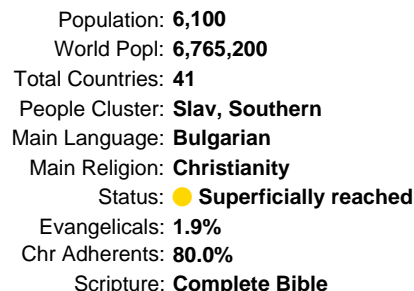 Population: 6,100
World Popl: 6,765,200
Total Countries: 41
People Cluster: Slav, Southern
Main Language: Bulgarian
Main Religion: Christianity
Status: Superficially reached
Evangelicals: 1.9%
Chr Adherents: 80.0%
Scripture: Complete Bible